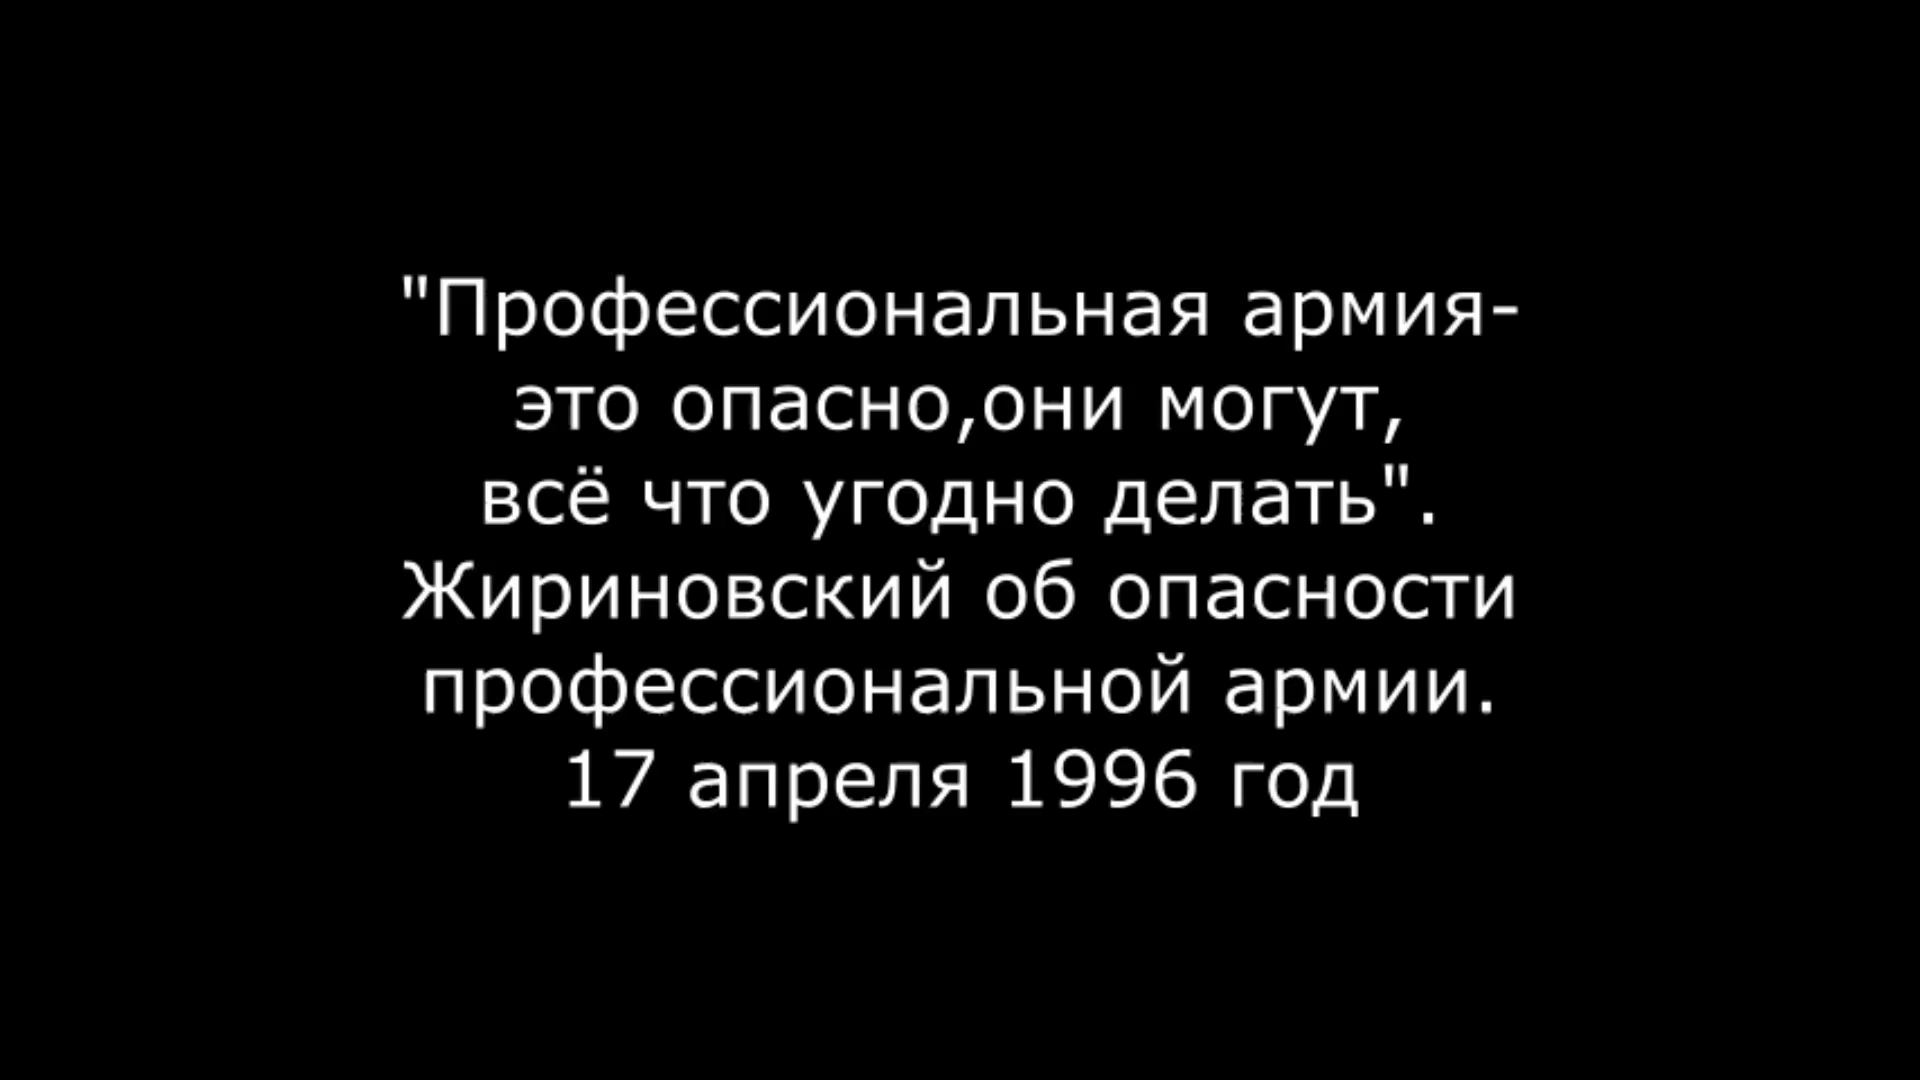 "Профессиональная армия-
это опасно,они могут,
всё что угодно делать".
Жириновский об опасности
профессиональной армии.
17 апреля 1996 год